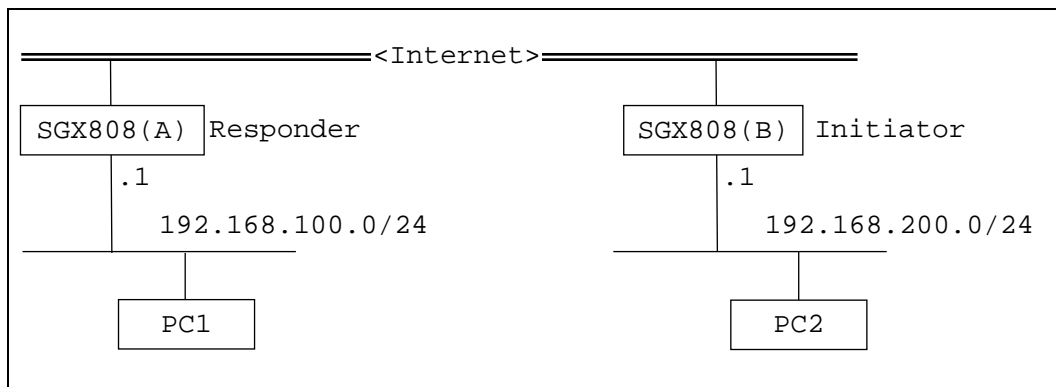 <Internet>
SGX808(A) Responder
SGX808(B) Initiator
.1
.1
192.168.100.0/24
192.168.200.0/24
PC1
PC2